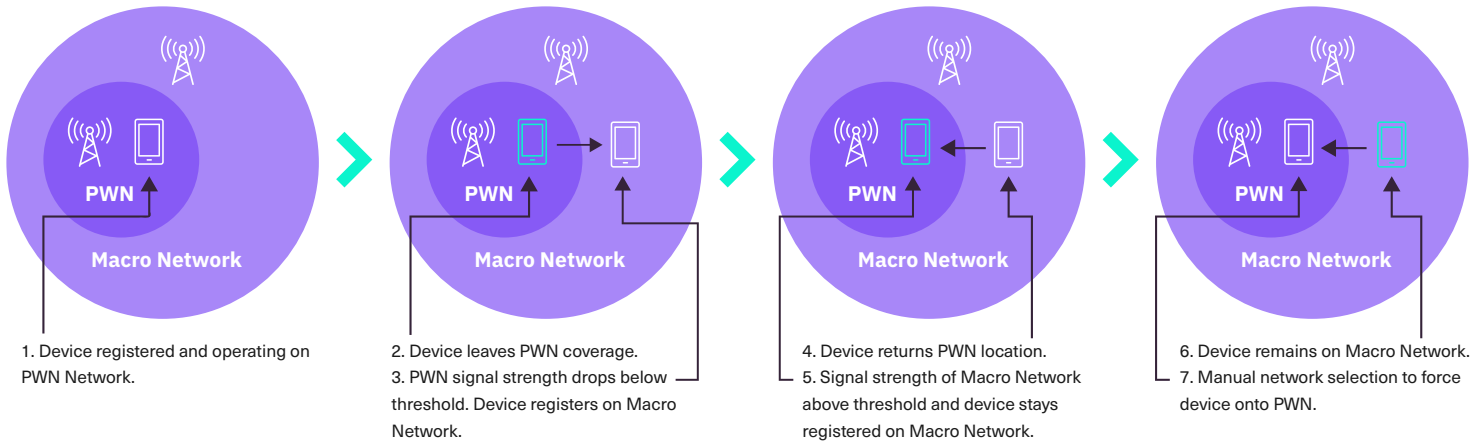 PWN
Macro Network
1. Device registered and operating on
PWN Network.
PWN
Macro Network
2. Device leaves PWN coverage.
3. PWN signal strength drops below
threshold. Device registers on Macro
Network.
PWN
Macro Network
4. Device returns PWN location.
5. Signal strength of Macro Network
above threshold and device stays
registered on Macro Network.
PWN
Macro Network
6. Device remains on Macro Network.
7. Manual network selection to force
device onto PWN.